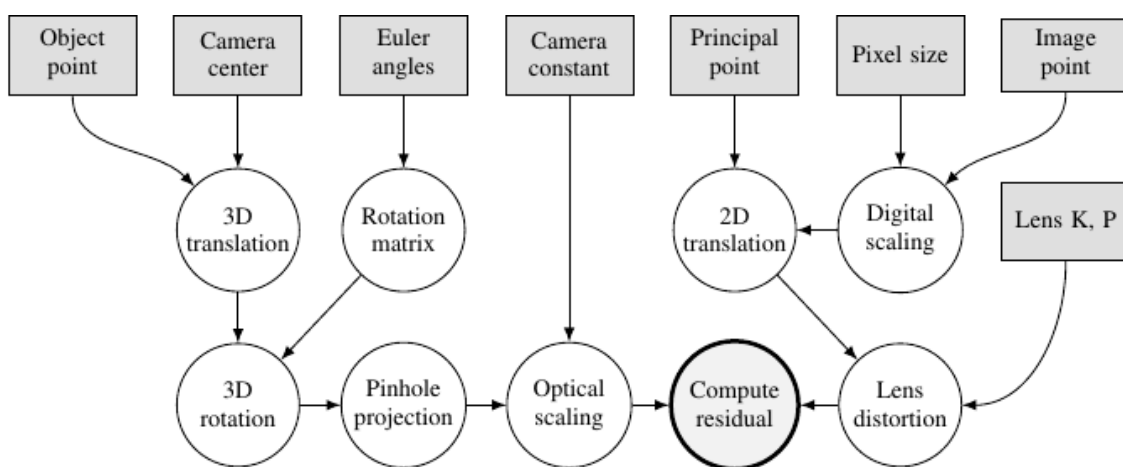 Object
point
Camera
center
Euler
angles
Camera
constant
Principal
point
Pixel size
Image
point
3D
translation
Rotation
matrix
2D
translation
Digital
scaling
Lens K, P
3D
rotation
Pinhole
projection
Optical
scaling
Compute
residual
Lens
distortion